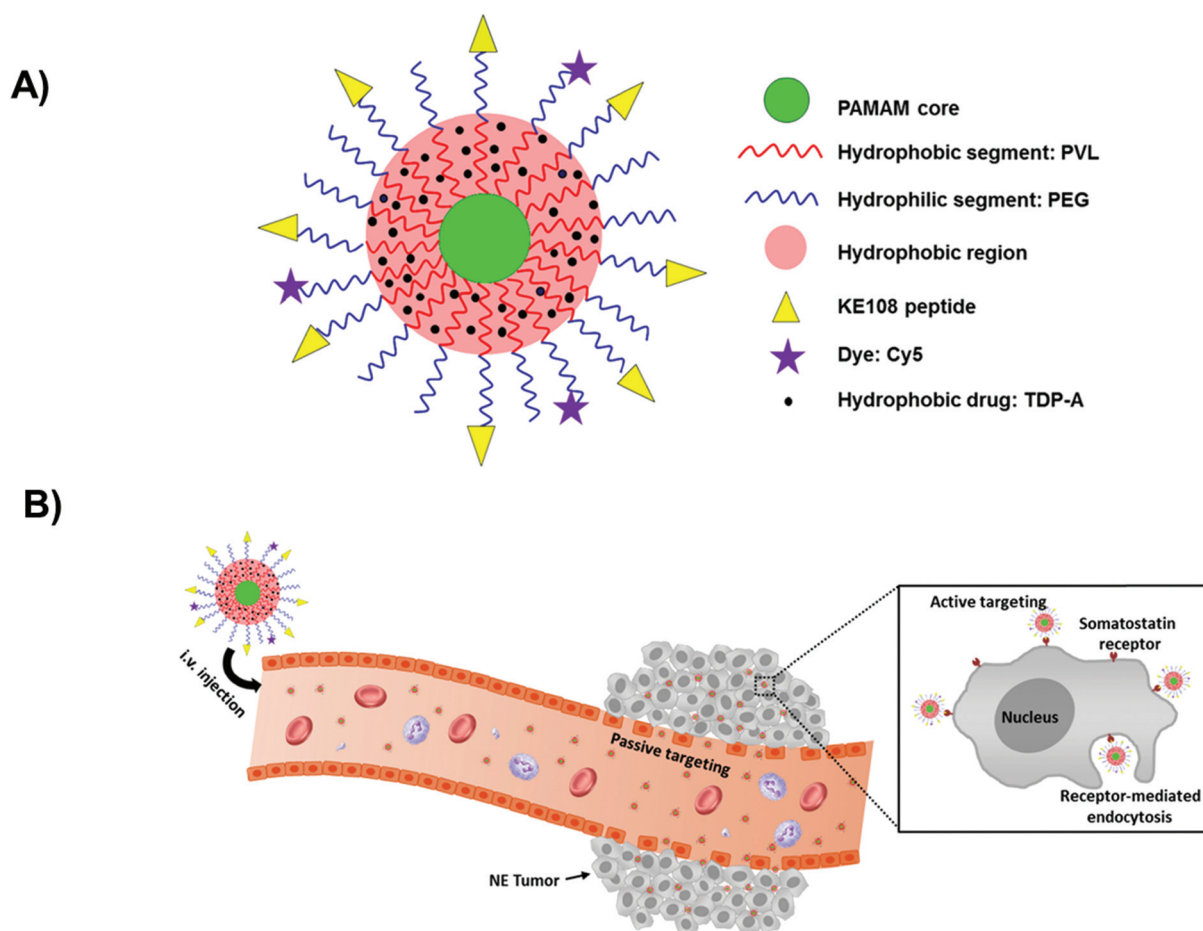 A)
PAMAM core
Hydrophobic segment: PVL
Hydrophilic segment: PEG
Hydrophobic region
KE108 peptide
Dye: Cy5
Hydrophobic drug: TDP-A
B)
i.v. injection
Passive targeting
NE Tumor
Active targeting
Somatostatin
receptor
Nucleus
Receptor-mediated
endocytosis